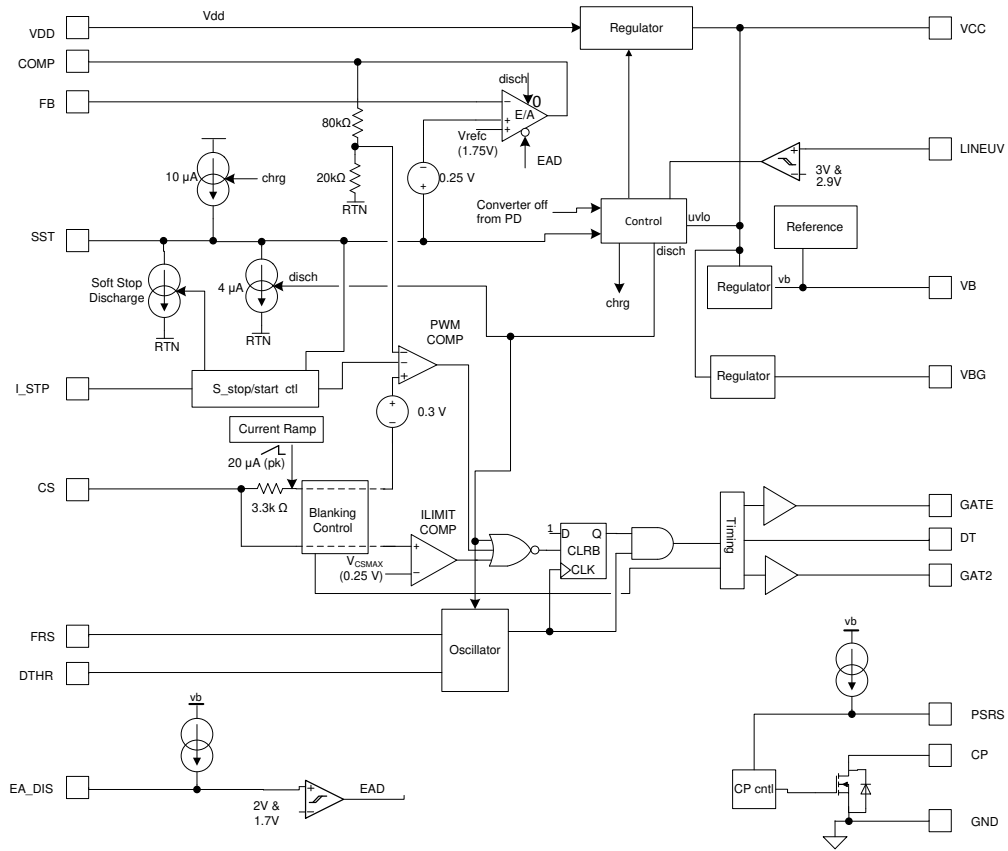 Vdd
VDD
Regulator
VCC
COMP
disch
0
FB
E/A
80kΩ
Vrefc
(1.75V)
EAD
LINEUV
3V &
2.9V
10 µA
chrg
20kΩ
0.25 V
RTN
Converter off
from PD
Control
uvlo
Reference
SST
disch
Soft Stop
Discharge
4 µA
disch
Regulator
vb
VB
chrg
RTN
RTN
PWM
COMP
I_STP
S_stop/start ctl
Regulator
VBG
0.3 V
Current Ramp
20 µA (pk)
CS
3.3k Ω
Blanking
Control
ILIMIT
COMP
VCSMAX
(0.25 V)
1
D
Q
CLRB
CLK
Timing
GATE
DT
GAT2
FRS
Oscillator
DTHR
vb
vb
PSRS
CP
EA_DIS
EAD
2V &
1.7V
CP cntl
GND